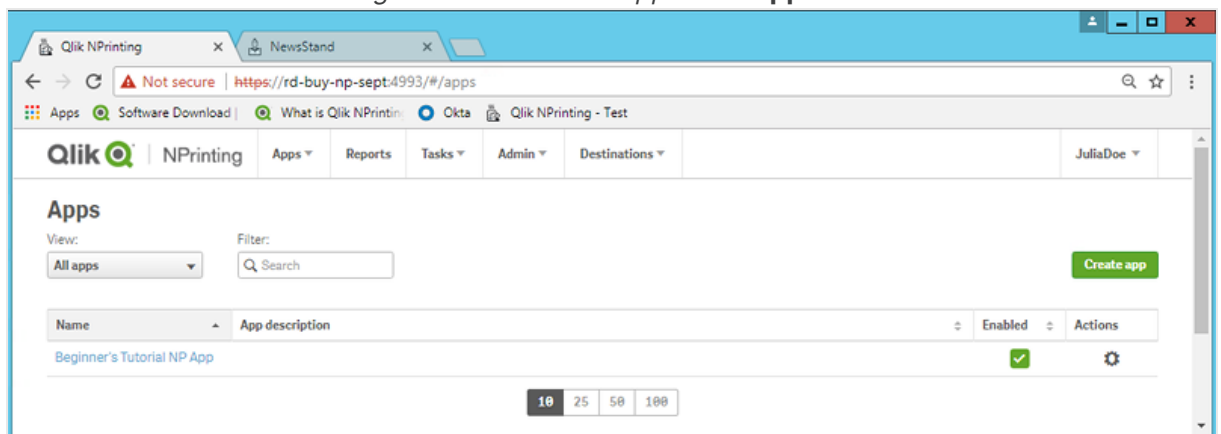 Qlik NPrinting NewsStand
Not secure https://rd-buy-np-sept:4993/#/apps
Apps Software Download | What is Qlik NPrintin Okta Qlik NPrinting - Test
Qlik NPrinting Apps Reports Tasks Admin Destinations JuliaDoe
Apps
View: Filter:
All apps Search Create app
Name App description Enabled Actions
Beginner's Tutorial NP App
10 25 50 100